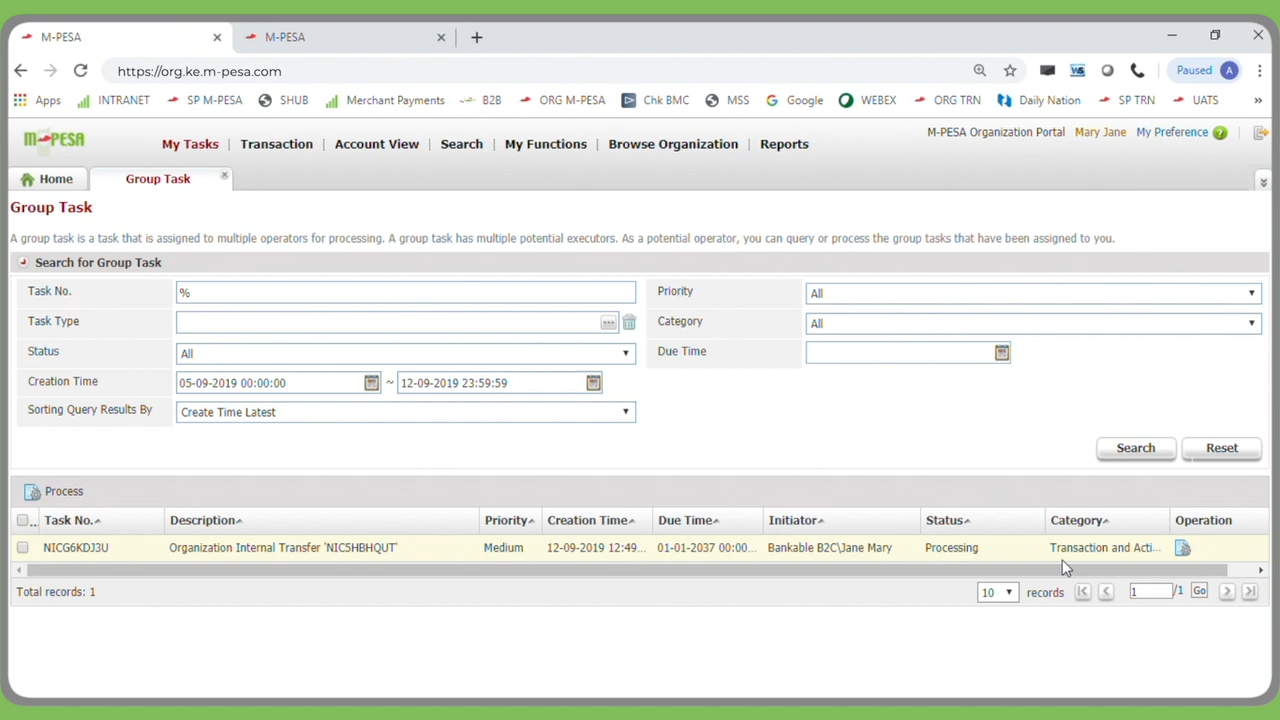 M-PESA
M-PESA
https://org.ke.m-pesa.com
Paused A
Apps INTRANET SP M-PESA SHUB Merchant Payments B2B ORG M-PESA Chk BMC MSS Google WEBEX ORG TRN Daily Nation SP TRN UATS »
M-PESA
M-PESA Organization Portal Mary Jane My Preference ?
My Tasks | Transaction | Account View | Search | My Functions | Browse Organization | Reports
Home Group Task
Group Task
A group task is a task that is assigned to multiple operators for processing. A group task has multiple potential executors. As a potential operator, you can query or process the group tasks that have been assigned to you.
Search for Group Task
Task No. % Priority All
Task Type Category All
Status All Due Time
Creation Time 05-09-2019 00:00:00 ~ 12-09-2019 23:59:59
Sorting Query Results By Create Time Latest
Search Reset
Process
.. Task No. Description Priority Creation Time Due Time Initiator Status Category Operation
NICG6KDJ3U Organization Internal Transfer 'NIC5HBHQUT' Medium 12-09-2019 12:49... 01-01-2037 00:00... Bankable B2C\Jane Mary Processing Transaction and Acti...
Total records: 1 10 records 1 /1 Go